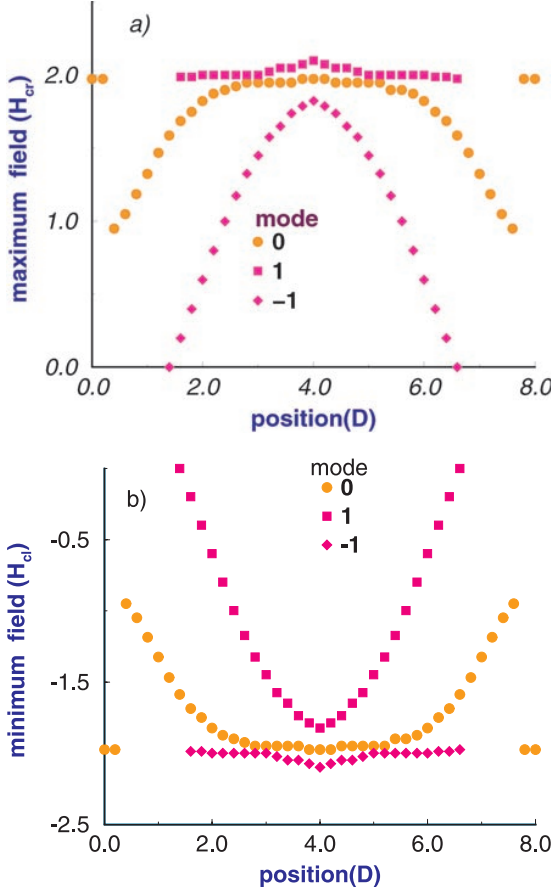 a)
maximum field (Hcr)
2.0
1.0
0.0
mode
0
1
–1
0.0 2.0 4.0 6.0 8.0
position(D)
b)
minimum field (Hcl)
mode
0
1
-1
-0.5
-1.5
-2.5
0.0 2.0 4.0 6.0 8.0
position(D)